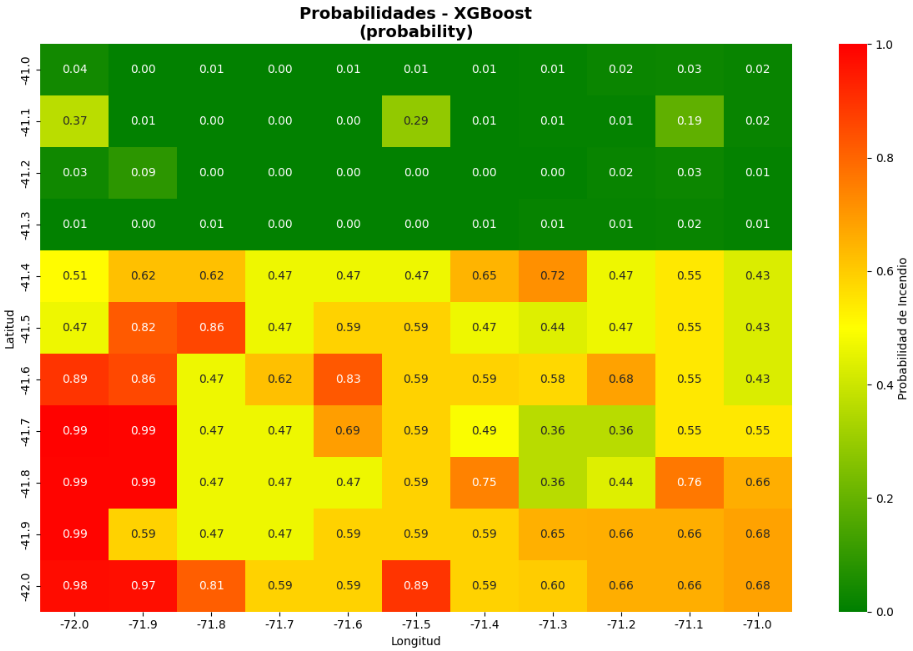 Probabilidades - XGBoost
(probability)
-41.0 0.04 0.00 0.01 0.00 0.01 0.01 0.01 0.01 0.02 0.03 0.02
-41.1 0.37 0.01 0.00 0.00 0.00 0.29 0.01 0.01 0.01 0.19 0.02
-41.2 0.03 0.09 0.00 0.00 0.00 0.00 0.00 0.00 0.02 0.03 0.01
-41.3 0.01 0.00 0.01 0.00 0.00 0.00 0.01 0.01 0.01 0.02 0.01
-41.4 0.51 0.62 0.62 0.47 0.47 0.47 0.65 0.72 0.47 0.55 0.43
-41.5 0.47 0.82 0.86 0.47 0.59 0.59 0.47 0.44 0.47 0.55 0.43
-41.6 0.89 0.86 0.47 0.62 0.83 0.59 0.59 0.58 0.68 0.55 0.43
-41.7 0.99 0.99 0.47 0.47 0.69 0.59 0.49 0.36 0.36 0.55 0.55
-41.8 0.99 0.99 0.47 0.47 0.47 0.59 0.75 0.36 0.44 0.76 0.66
-41.9 0.99 0.59 0.47 0.47 0.59 0.59 0.59 0.65 0.66 0.66 0.68
-42.0 0.98 0.97 0.81 0.59 0.59 0.89 0.59 0.60 0.66 0.66 0.68
-72.0 -71.9 -71.8 -71.7 -71.6 -71.5 -71.4 -71.3 -71.2 -71.1 -71.0
Longitud
Latitud
1.0
0.8
0.6
0.4
0.2
0.0
Probabilidad de Incendio